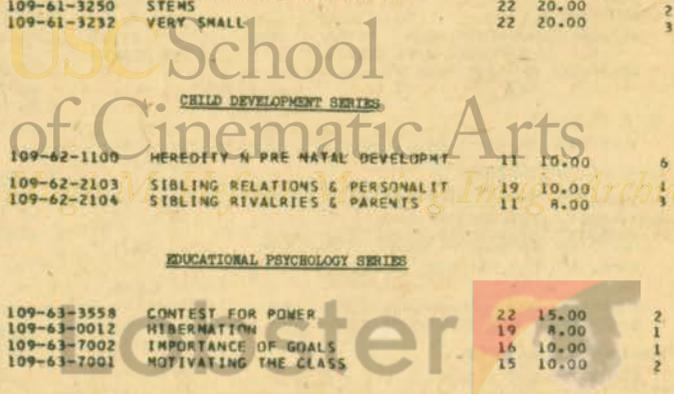 109-61-3250 STEMS 22 20.00 2
109-61-3232 VERY SMALL 22 20.00 3
USC School
of Cinematic Arts
CHILD DEVELOPMENT SERIES
109-62-1100 HEREDITY N PRE NATAL DEVELOPMT 11 10.00 6
109-62-2103 SIBLING RELATIONS & PERSONALIT 19 10.00 1
109-62-2104 SIBLING RIVALRIES & PARENTS 11 8.00 3
EDUCATIONAL PSYCHOLOGY SERIES
109-63-3558 CONTEST FOR POWER 22 15.00 2
109-63-0012 HIBERNATION 19 8.00 1
109-63-7002 IMPORTANCE OF GOALS 16 10.00 1
109-63-7001 MOTIVATING THE CLASS 15 10.00 2
Lobster